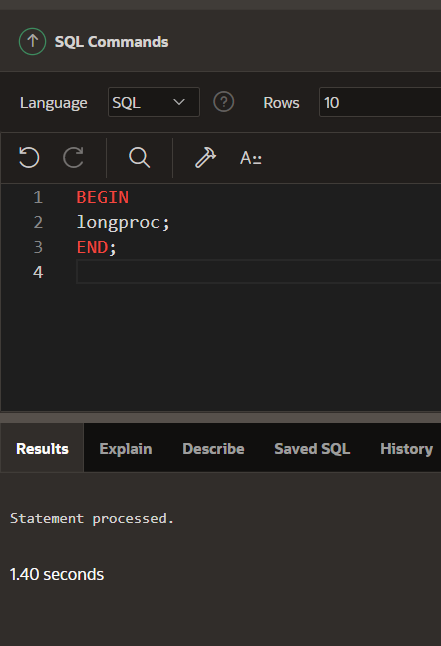 SQL Commands
Language SQL Rows 10
A::
1 BEGIN
2 longproc;
3 END;
4
Results Explain Describe Saved SQL History
Statement processed.
1.40 seconds